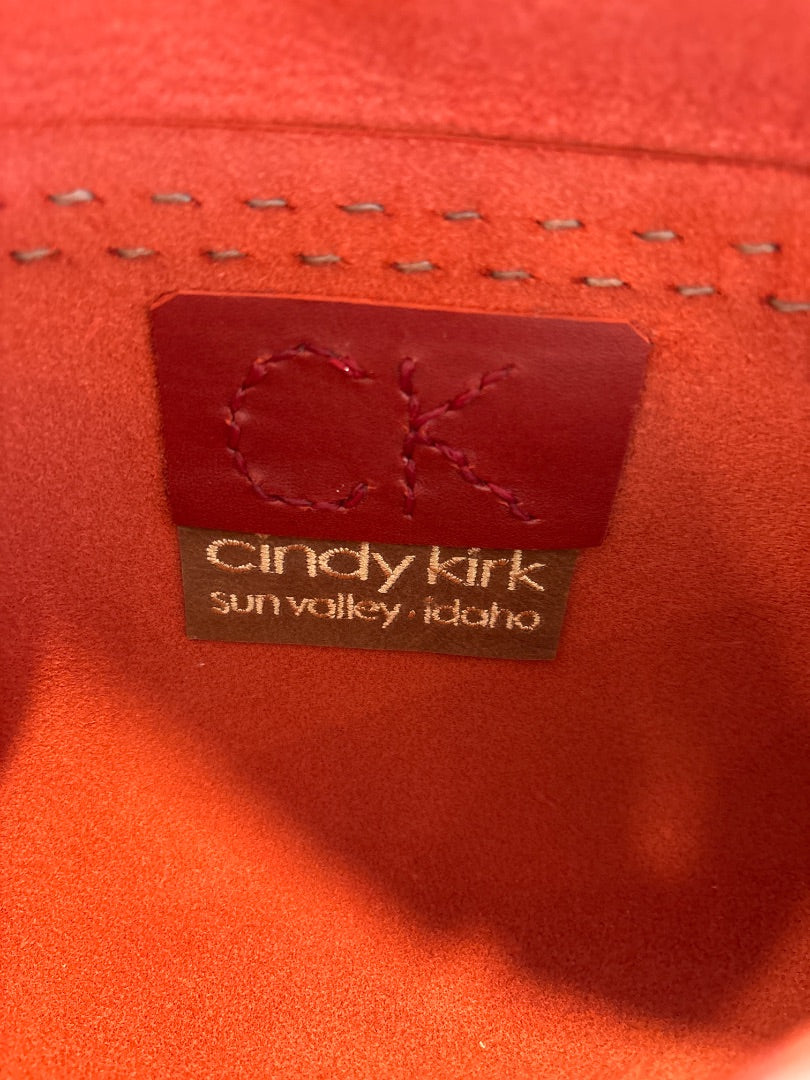 CK
cindy kirk
sun valley · idaho